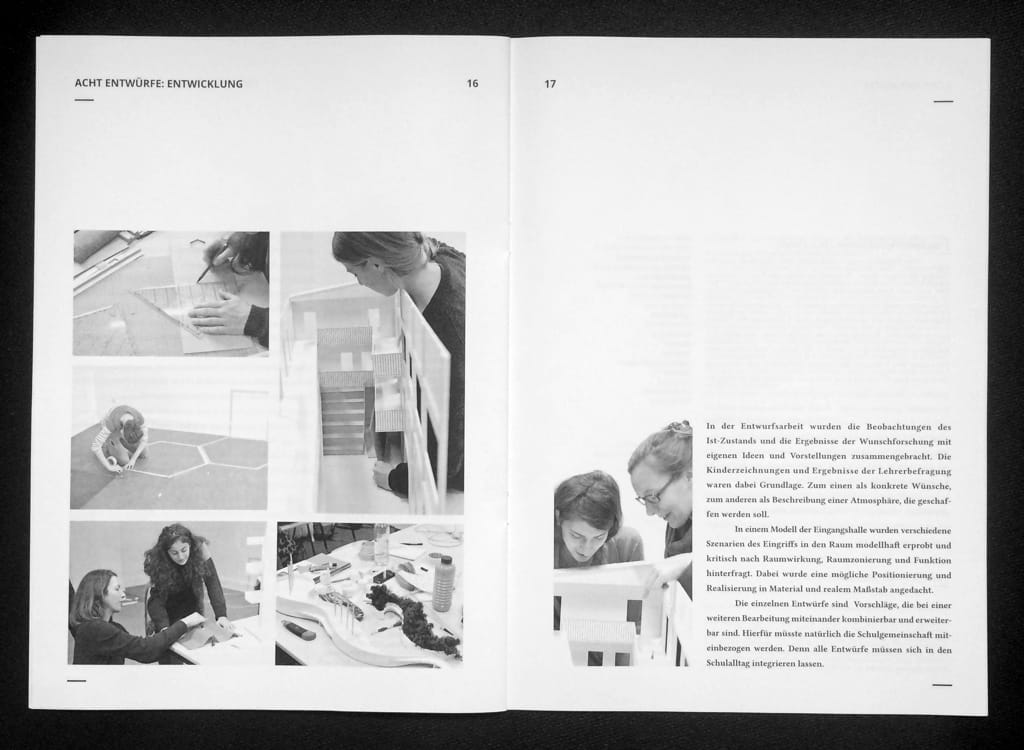 ACHT ENTWÜRFE: ENTWICKLUNG
16
17
In der Entwurfsarbeit wurden die Beobachtungen des
Ist-Zustands und die Ergebnisse der Wunschforschung mit
eigenen Ideen und Vorstellungen zusammengebracht. Die
Kinderzeichnungen und Ergebnisse der Lehrerbefragung
waren dabei Grundlage. Zum einen als konkrete Wünsche,
zum anderen als Beschreibung einer Atmosphäre, die geschaf-
fen werden soll.
In einem Modell der Eingangshalle wurden verschiedene
Szenarien des Eingriffs in den Raum modellhaft erprobt und
kritisch nach Raumwirkung, Raumzonierung und Funktion
hinterfragt. Dabei wurde eine mögliche Positionierung und
Realisierung in Material und realem Maßstab angedacht.
Die einzelnen Entwürfe sind Vorschläge, die bei einer
weiteren Bearbeitung miteinander kombinierbar und erweiter-
bar sind. Hierfür müsste natürlich die Schulgemeinschaft mit-
einbezogen werden. Denn alle Entwürfe müssen sich in den
Schulalltag integrieren lassen.